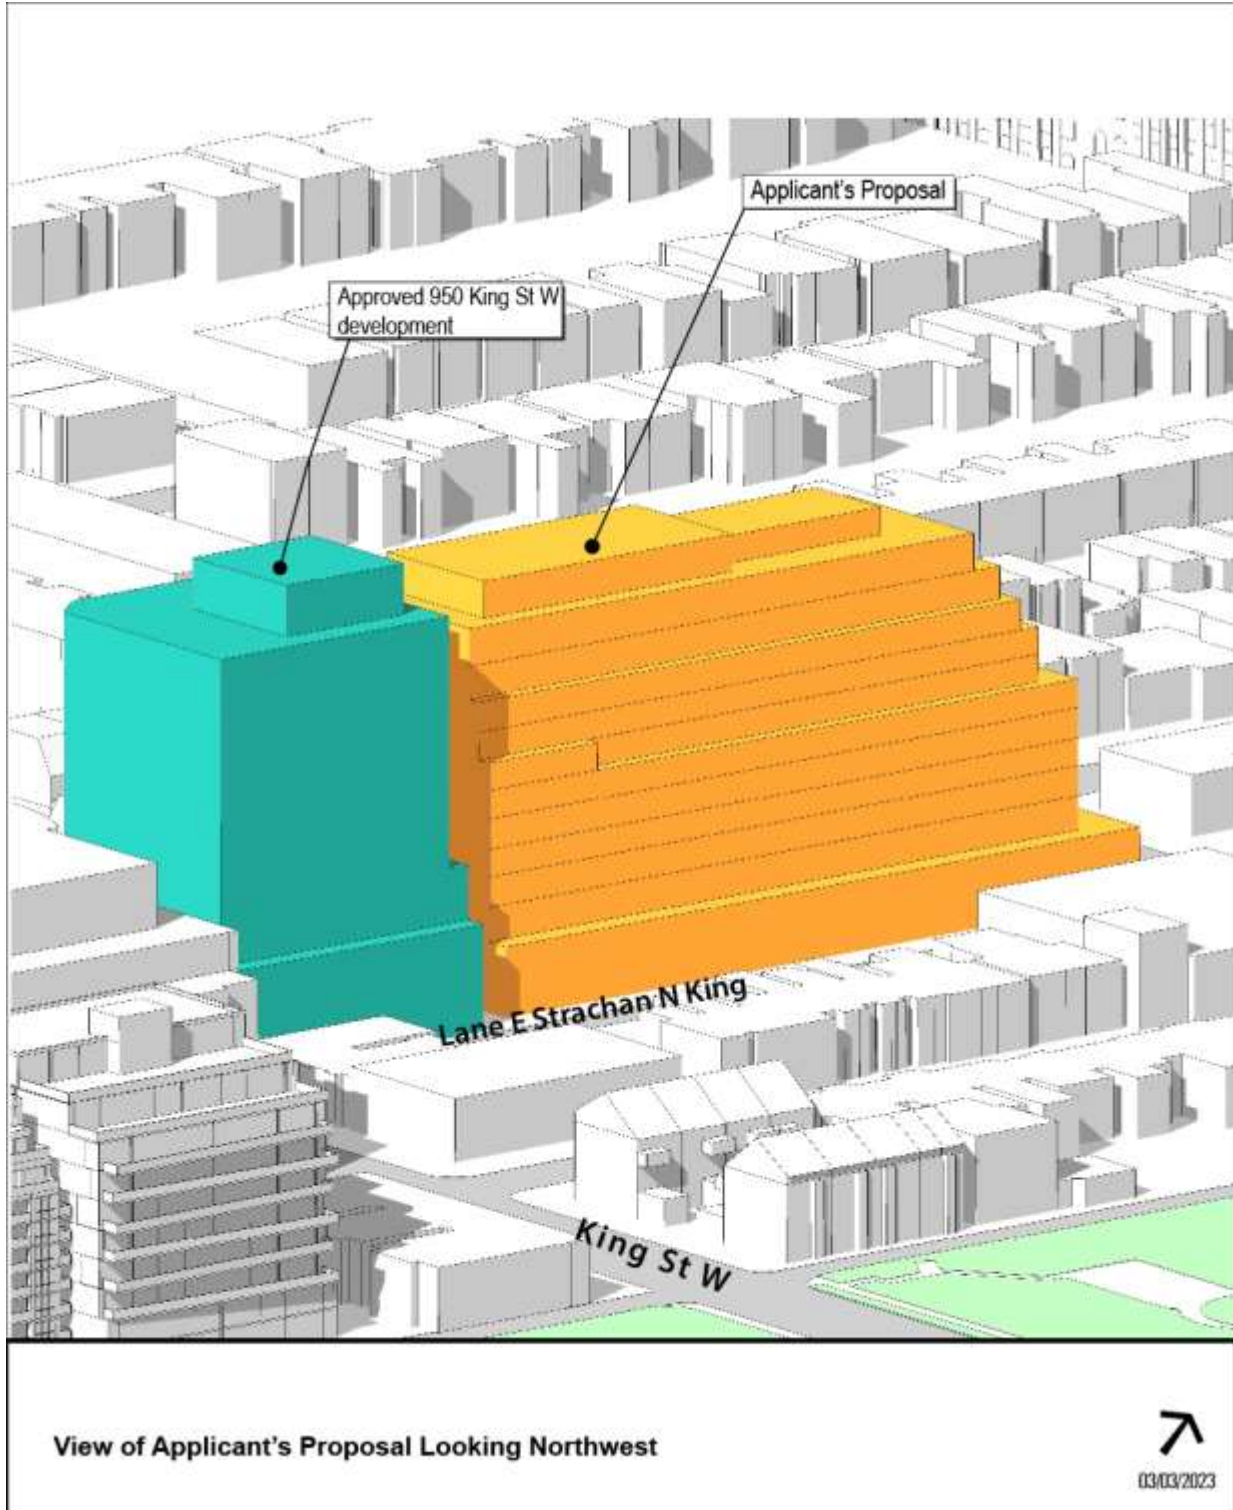 Applicant's Proposal
Approved 950 King St W
development
Lane E Strachan N King
King St W
View of Applicant's Proposal Looking Northwest
03/03/2023